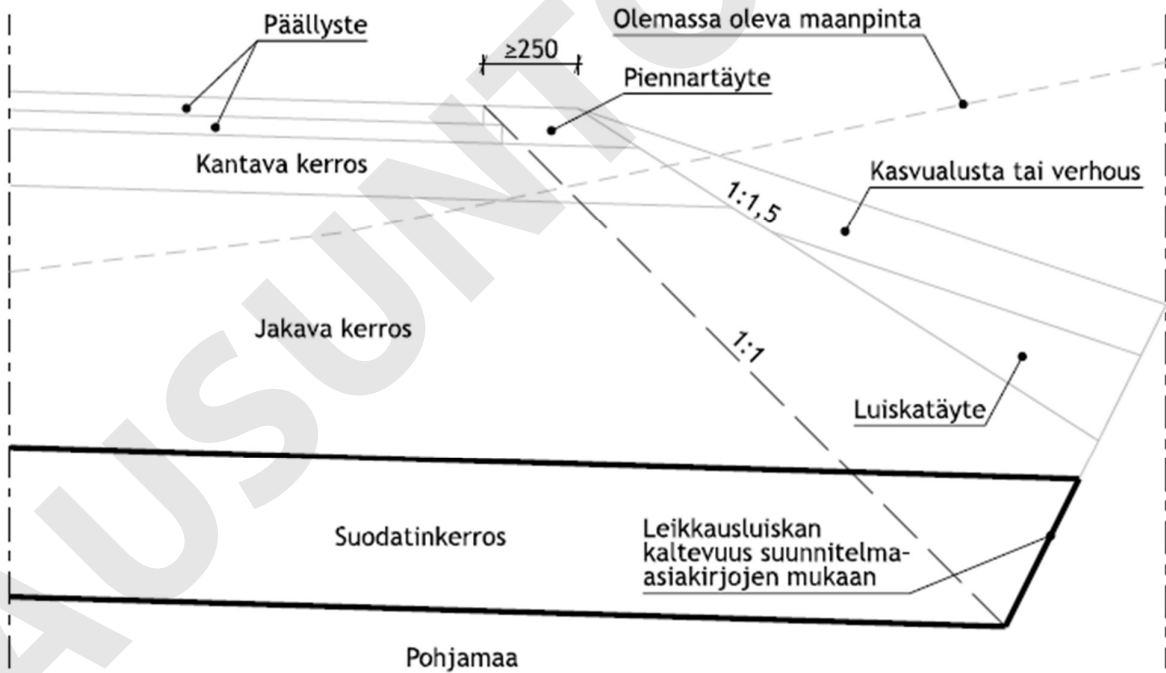 Päällyste
Olemassa oleva maanpinta
≥250
Piennartäyte
Kantava kerros
Kasvualusta tai verhous
1:1,5
Jakava kerros
1:1
Luiskatäyte
Suodatinkerros
Leikkausluiskan
kaltevuus suunnitelma-
asiakirjojen mukaan
Pohjamaa
AUSUNTO